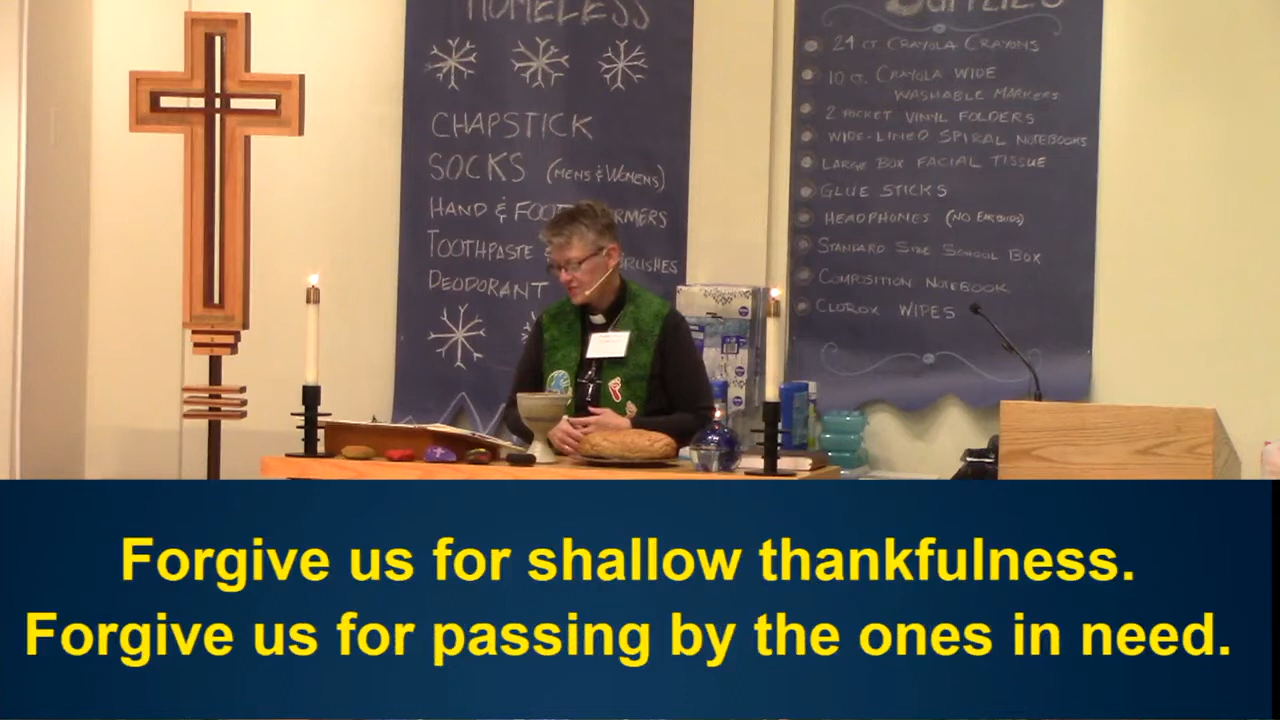 HOMELESS
CHAPSTICK
SOCKS (MENS & WOMENS)
HAND & FOOT
TOOTHPASTE
DEODORANT
24 CT. CRAYOLA CRAYONS
10 CT. CRAYOLA WIDE
WASHABLE MARKERS
2 POCKET VINYL FOLDERS
WIDE-LINED SPIRAL NOTEBOOKS
LARGE BOX FACIAL TISSUE
GLUE STICKS
HEADPHONES (NO EARBUDS)
STANDARD SIZE SCHOOL BOX
COMPOSITION NOTEBOOK
CLOROX WIPES
Forgive us for shallow thankfulness.
Forgive us for passing by the ones in need.